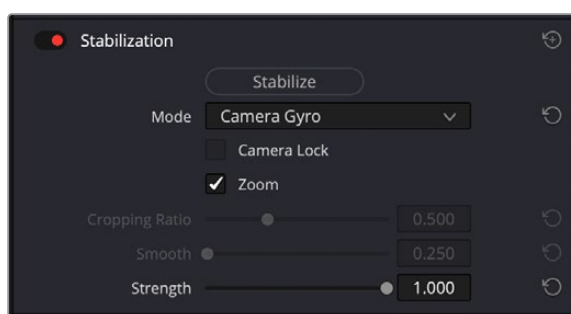 Stabilization
Stabilize
Mode Camera Gyro
Camera Lock
Zoom
Cropping Ratio 0.500
Smooth 0.250
Strength 1.000